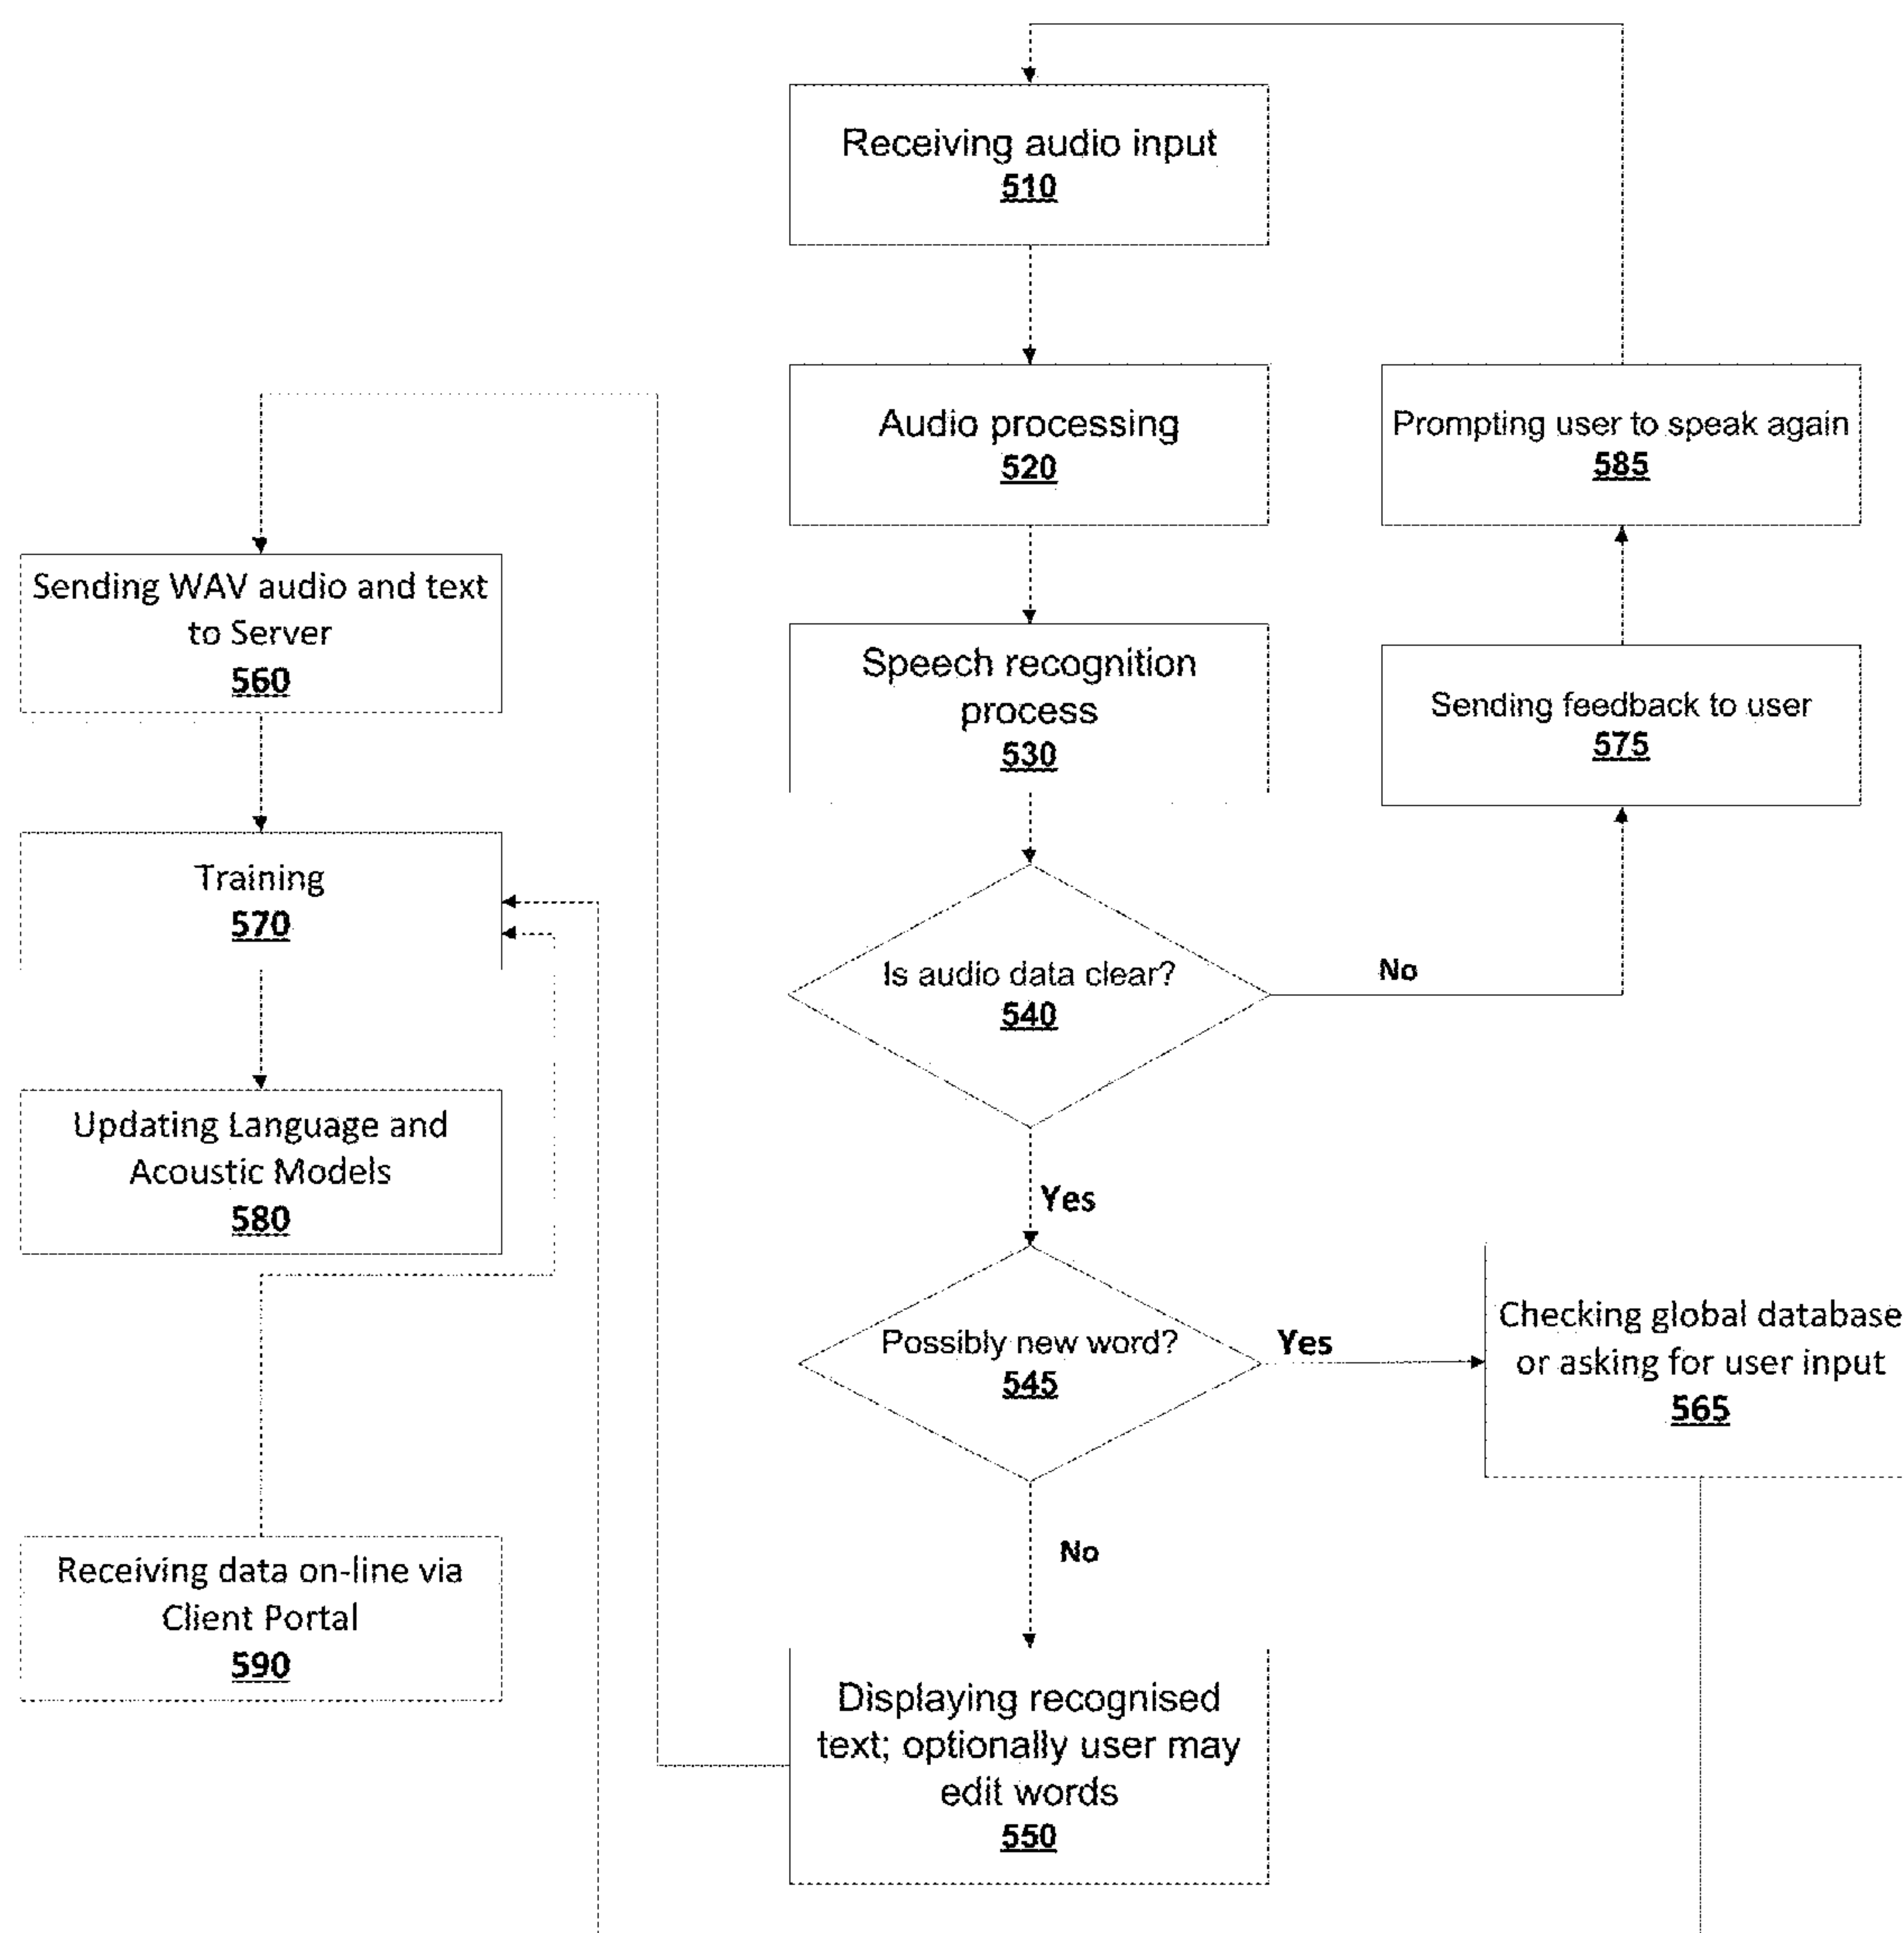 Receiving audio input
510
Audio processing
520
Prompting user to speak again
585
Sending WAV audio and text
to Server
560
Speech recognition
process
530
Sending feedback to user
575
Training
570
Is audio data clear?
540
No
Updating Language and
Acoustic Models
580
Yes
Possibly new word?
545
Yes
Checking global database
or asking for user input
565
No
Receiving data on-line via
Client Portal
590
Displaying recognised
text; optionally user may
edit words
550